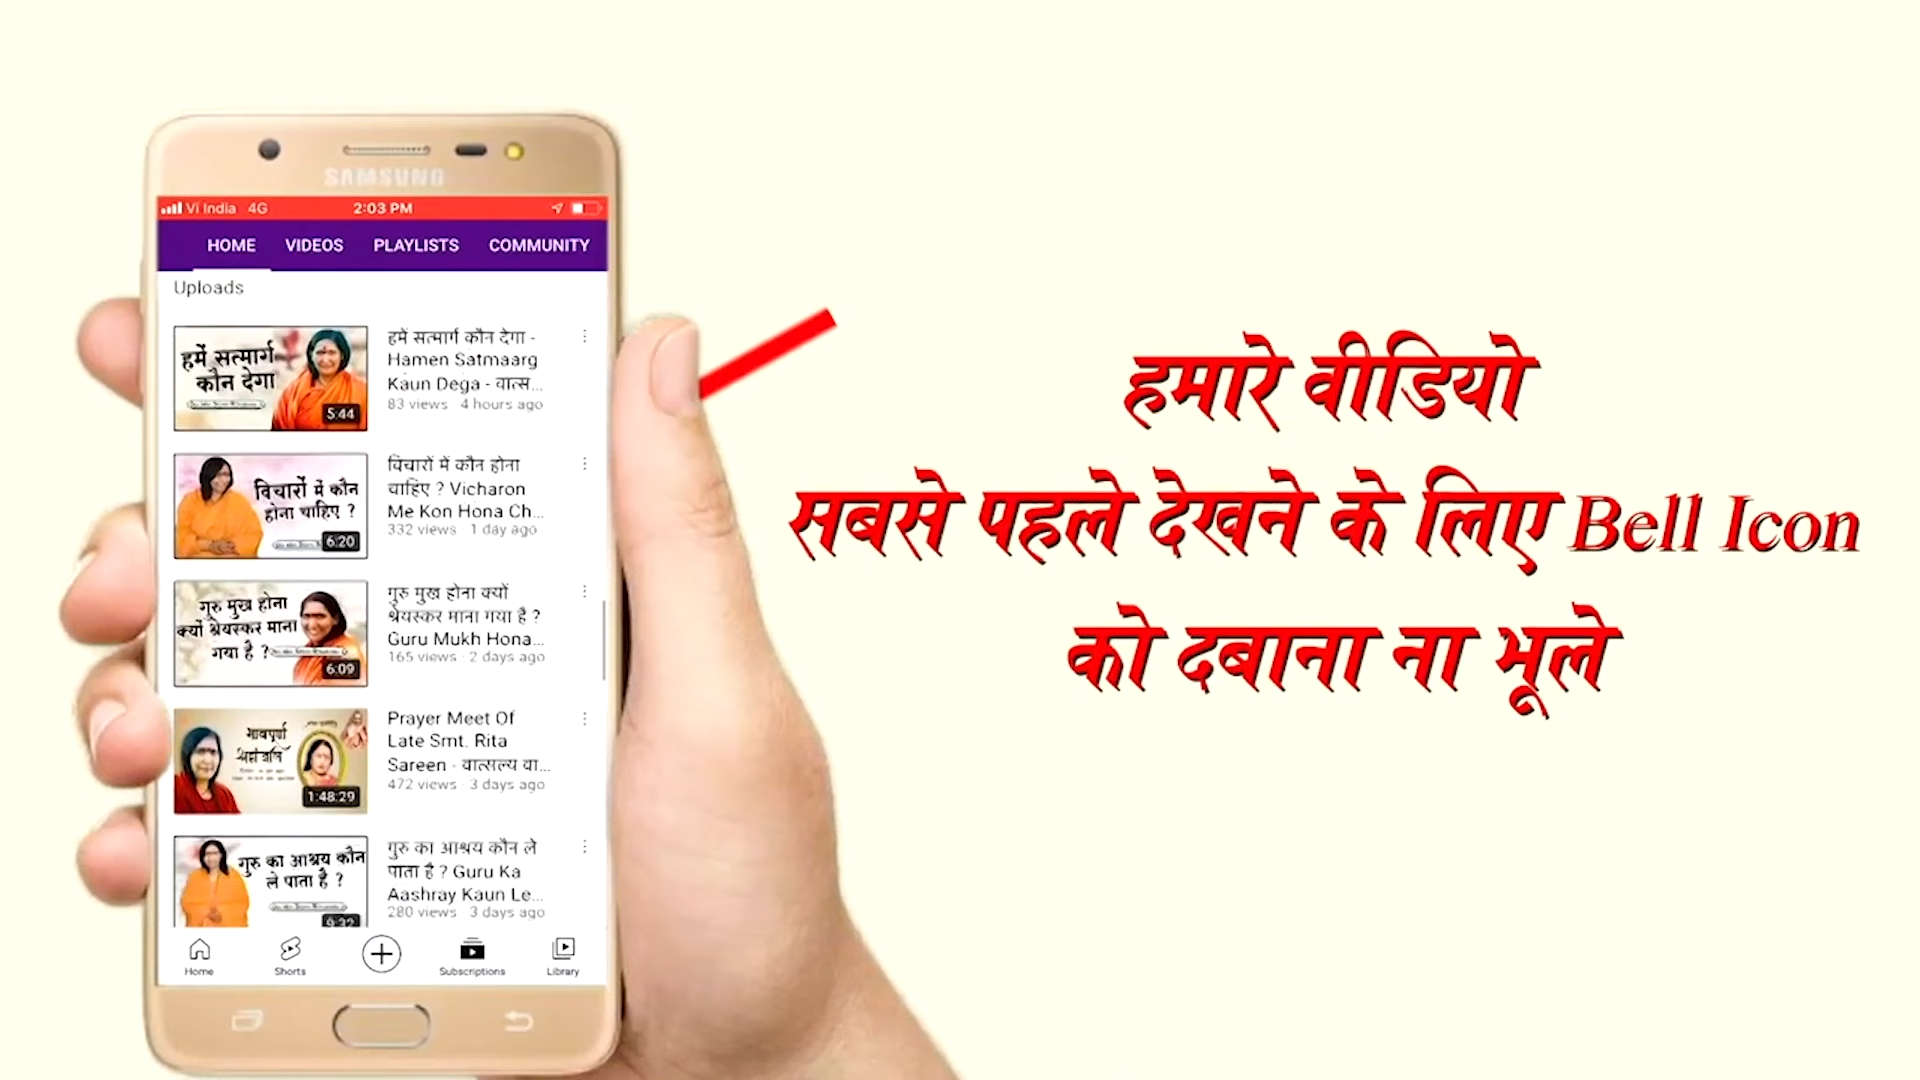 SAMSUNG
Vi India 4G 2:03 PM
HOME VIDEOS PLAYLISTS COMMUNITY
Uploads
हमें सत्मार्ग
कौन देगा
5:44
हमें सत्मार्ग कौन देगा -
Hamen Satmaarg
Kaun Dega - वात्स...
83 views · 4 hours ago
विचारों में कौन
होना चाहिए ?
6:20
विचारों में कौन होना
चाहिए ? Vicharon
Me Kon Hona Ch...
332 views · 1 day ago
गुरु मुख होना
क्यों श्रेयस्कर माना
गया है ?
6:09
गुरु मुख होना क्यों
श्रेयस्कर माना गया है ?
Guru Mukh Hona...
165 views · 2 days ago
भावपूर्ण
1:48:29
Prayer Meet Of
Late Smt. Rita
Sareen - वात्सल्य वा...
472 views · 3 days ago
गुरु का आश्रय कौन
ले पाता है ?
गुरु का आश्रय कौन ले
पाता है ? Guru Ka
Aashray Kaun Le...
280 views · 3 days ago
Home Shorts Subscriptions Library
हमारे वीडियो
सबसे पहले देखने के लिए Bell Icon
को दबाना ना भूले